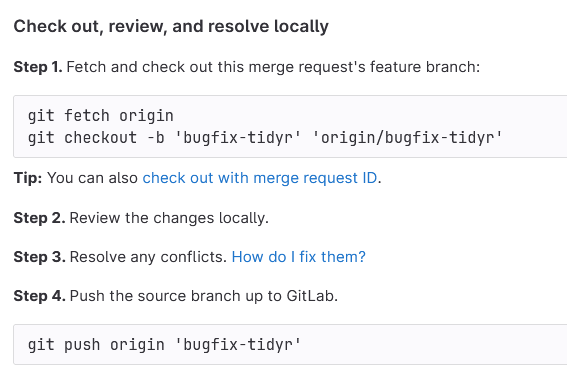 Check out, review, and resolve locally
Step 1. Fetch and check out this merge request's feature branch:
git fetch origin
git checkout -b 'bugfix-tidyr' 'origin/bugfix-tidyr'
Tip: You can also check out with merge request ID.
Step 2. Review the changes locally.
Step 3. Resolve any conflicts. How do I fix them?
Step 4. Push the source branch up to GitLab.
git push origin 'bugfix-tidyr'